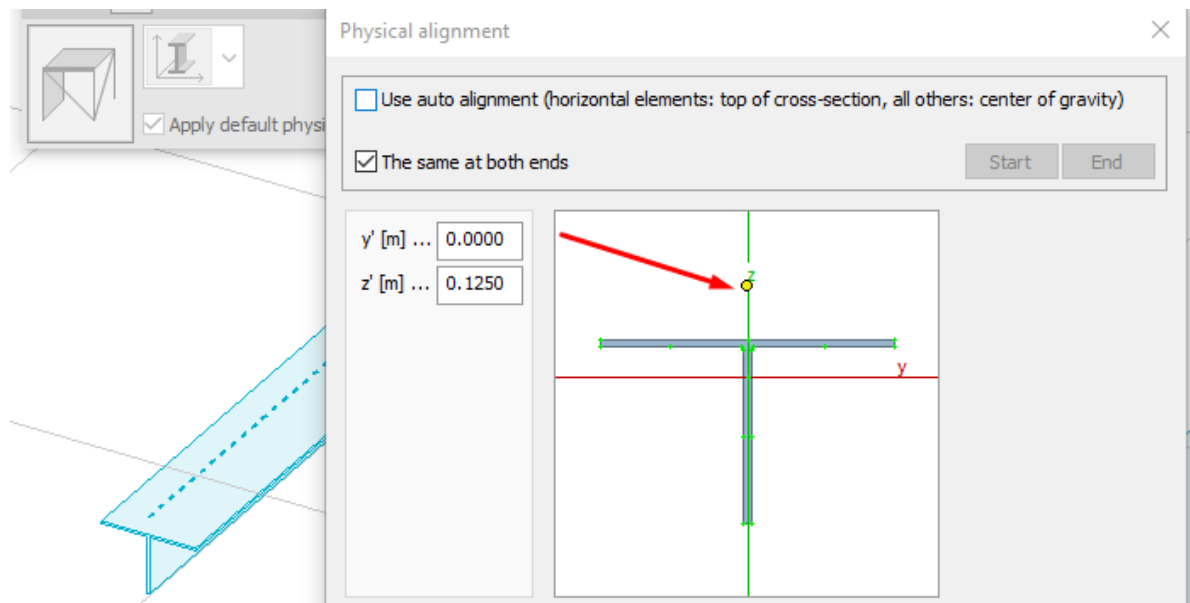 Physical alignment
Apply default physi
Use auto alignment (horizontal elements: top of cross-section, all others: center of gravity)
The same at both ends
Start
End
y' [m] ... 0.0000
z' [m] ... 0.1250
z
y